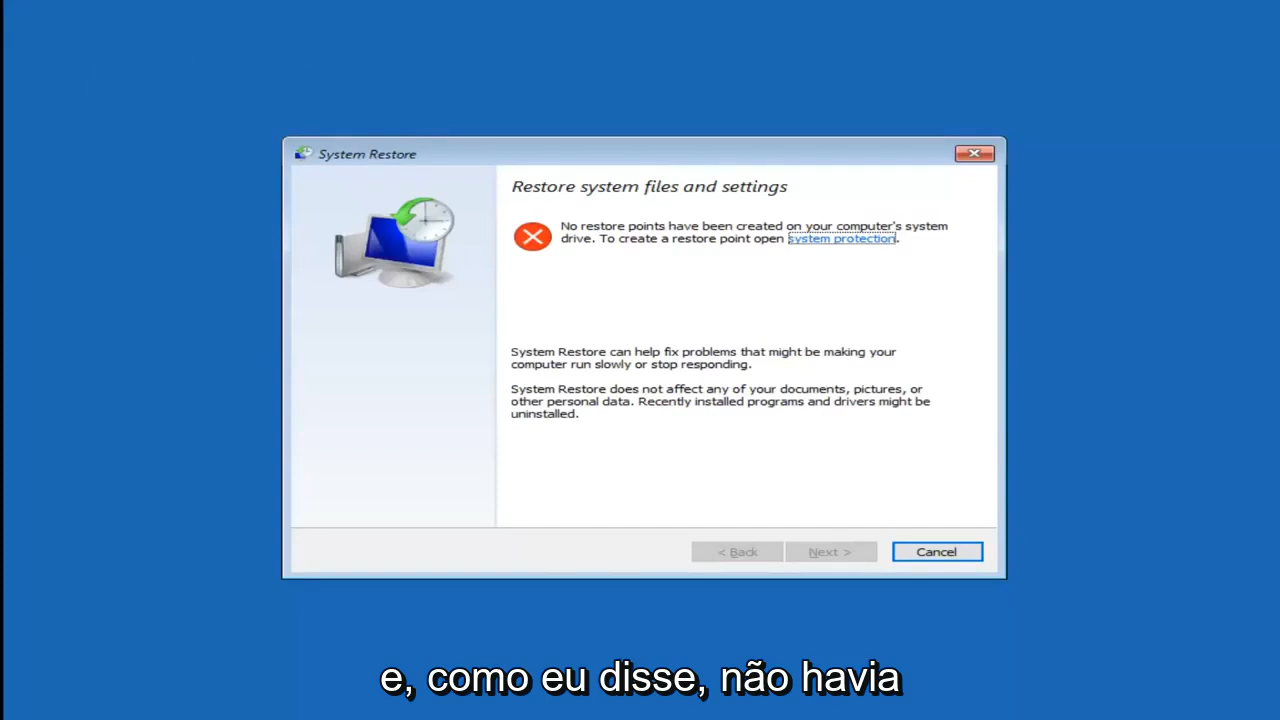 System Restore
Restore system files and settings
No restore points have been created on your computer's system
drive. To create a restore point open system protection.
System Restore can help fix problems that might be making your
computer run slowly or stop responding.
System Restore does not affect any of your documents, pictures, or
other personal data. Recently installed programs and drivers might be
uninstalled.
< Back Next > Cancel
e, como eu disse, não havia